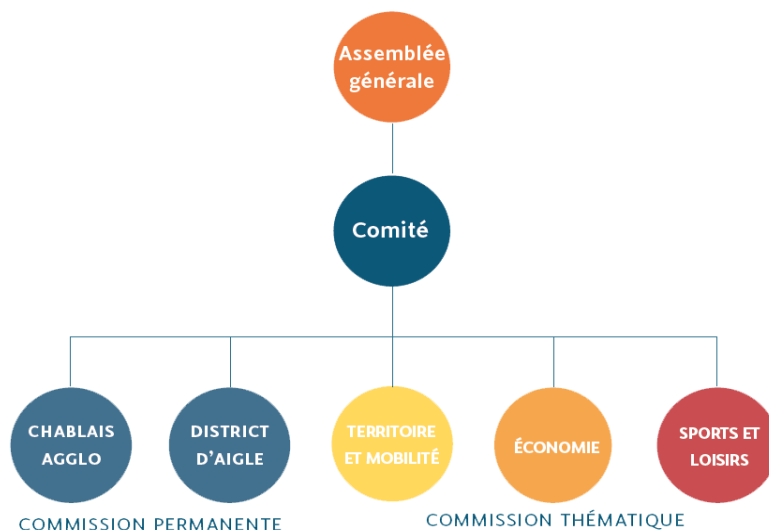 Assemblée
générale
Comité
CHABLAIS
AGGLO
DISTRICT
D'AIGLE
TERRITOIRE
ET MOBILITÉ
ÉCONOMIE
SPORTS ET
LOISIRS
COMMISSION PERMANENTE
COMMISSION THÉMATIQUE